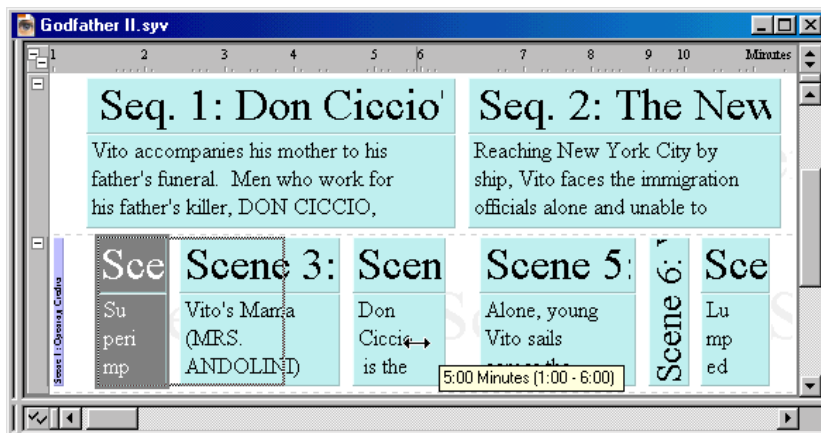 Godfather II.syv
1 2 3 4 5 6 7 8 9 10 Minutes
Seq. 1: Don Ciccio'
Vito accompanies his mother to his
father's funeral. Men who work for
his father's killer, DON CICCIO,
Seq. 2: The New
Reaching New York City by
ship, Vito faces the immigration
officials alone and unable to
Scene 1: Opening Credits
Sce
Su
peri
mp
Scene 3:
Vito's Mama
(MRS.
ANDOLINI)
Scen
Don
Ciccio
is the
Scene 5:
Alone, young
Vito sails
Scene 6:
Sce
Lu
mp
ed
5:00 Minutes (1:00 - 6:00)